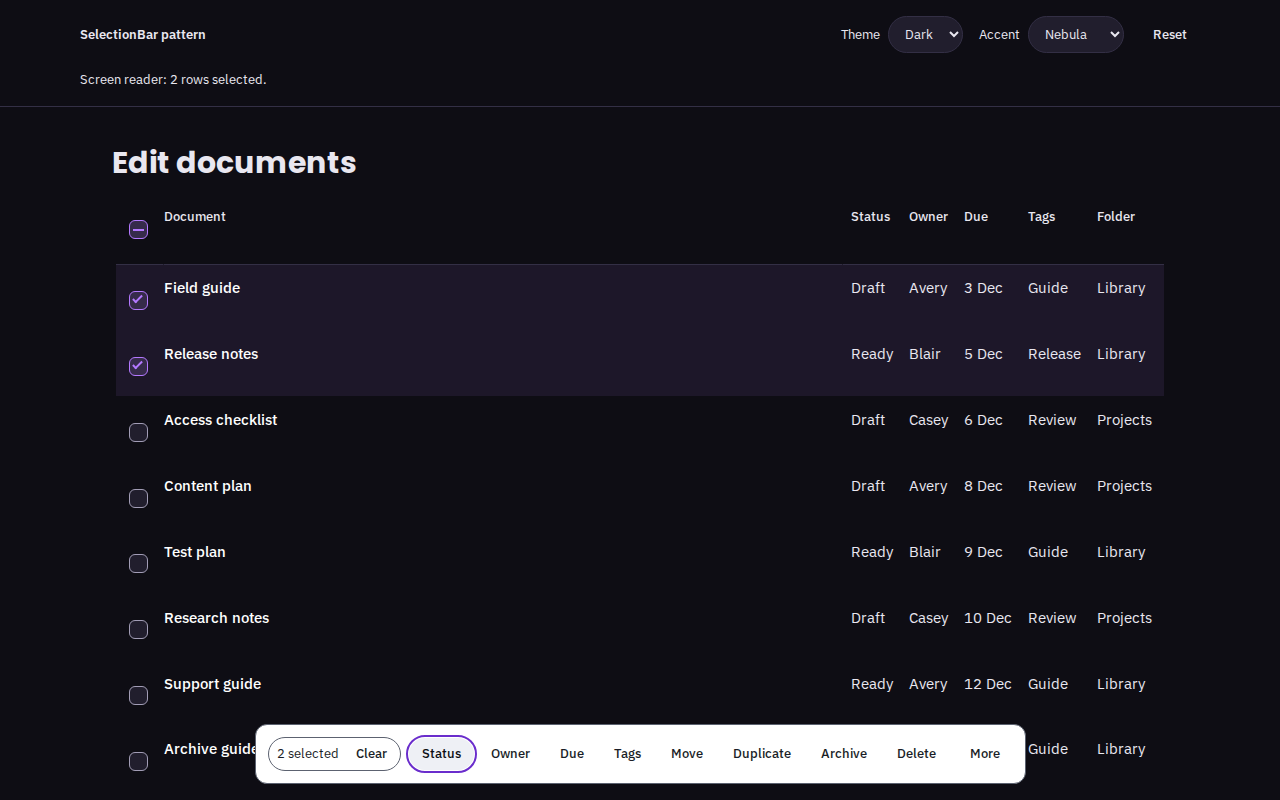 SelectionBar pattern Theme Dark Accent Nebula Reset
Screen reader: 2 rows selected.
Edit documents
Document Status Owner Due Tags Folder
Field guide Draft Avery 3 Dec Guide Library
Release notes Ready Blair 5 Dec Release Library
Access checklist Draft Casey 6 Dec Review Projects
Content plan Draft Avery 8 Dec Review Projects
Test plan Ready Blair 9 Dec Guide Library
Research notes Draft Casey 10 Dec Review Projects
Support guide Ready Avery 12 Dec Guide Library
Archive guide Guide Library
2 selected Clear Status Owner Due Tags Move Duplicate Archive Delete More